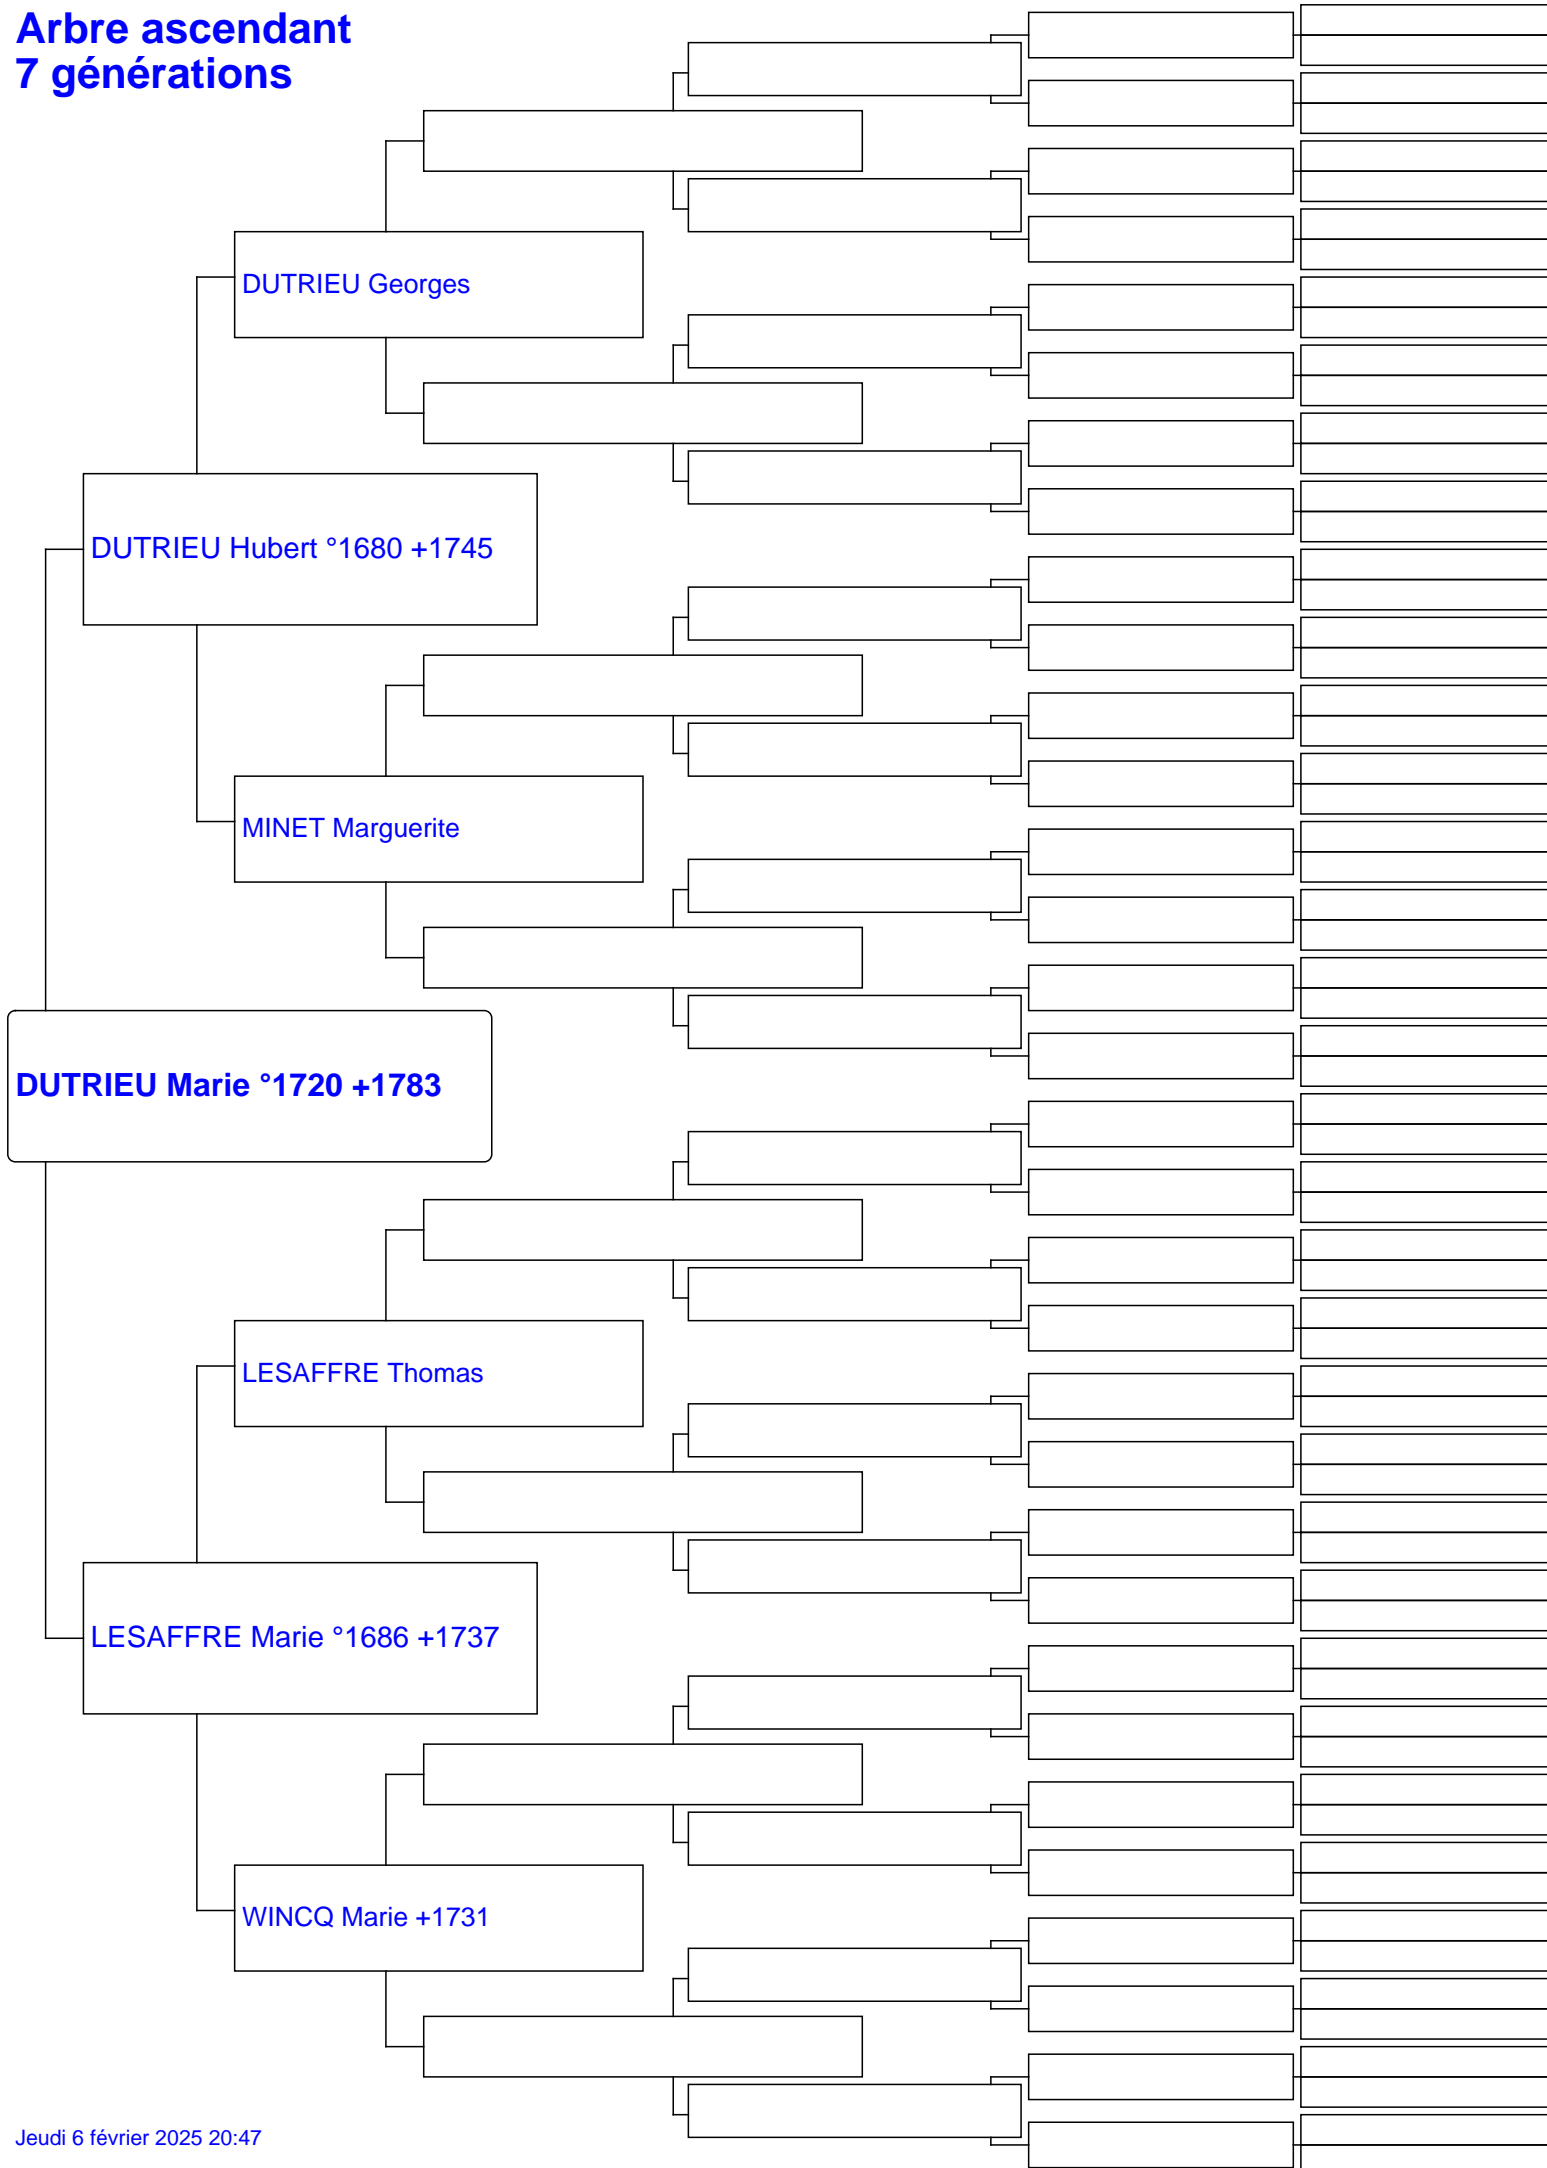 Arbre ascendant
7 générations
DUTRIEU Georges
DUTRIEU Hubert °1680 +1745
MINET Marguerite
DUTRIEU Marie °1720 +1783
LESAFFRE Thomas
LESAFFRE Marie °1686 +1737
WINCQ Marie +1731
Jeudi 6 février 2025 20:47